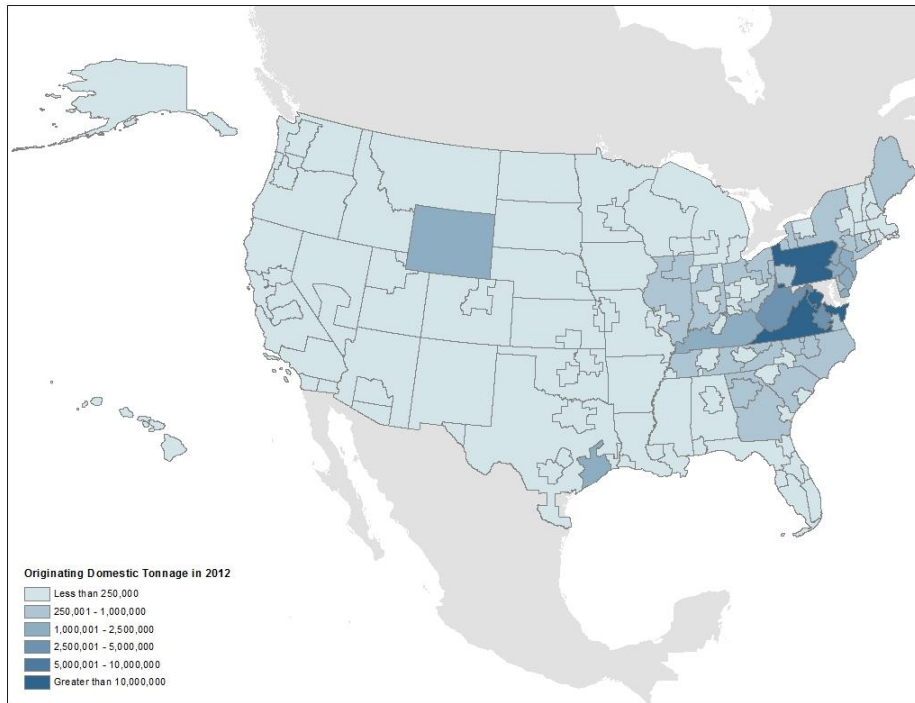 Originating Domestic Tonnage in 2012
Less than 250,000
250,001 - 1,000,000
1,000,001 - 2,500,000
2,500,001 - 5,000,000
5,000,001 - 10,000,000
Greater than 10,000,000